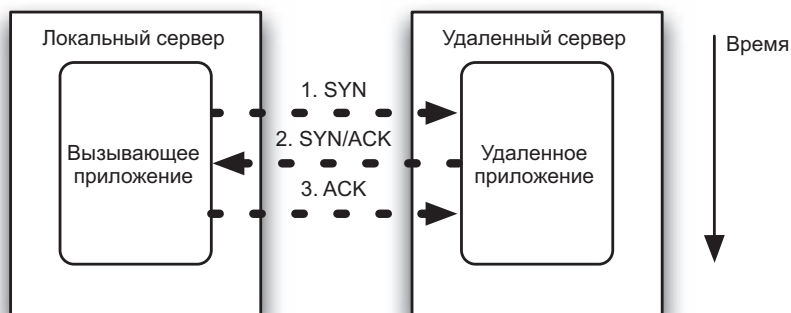 Локальный сервер
Удаленный сервер
Время
1. SYN
2. SYN/ACK
3. ACK
Вызывающее
приложение
Удаленное
приложение